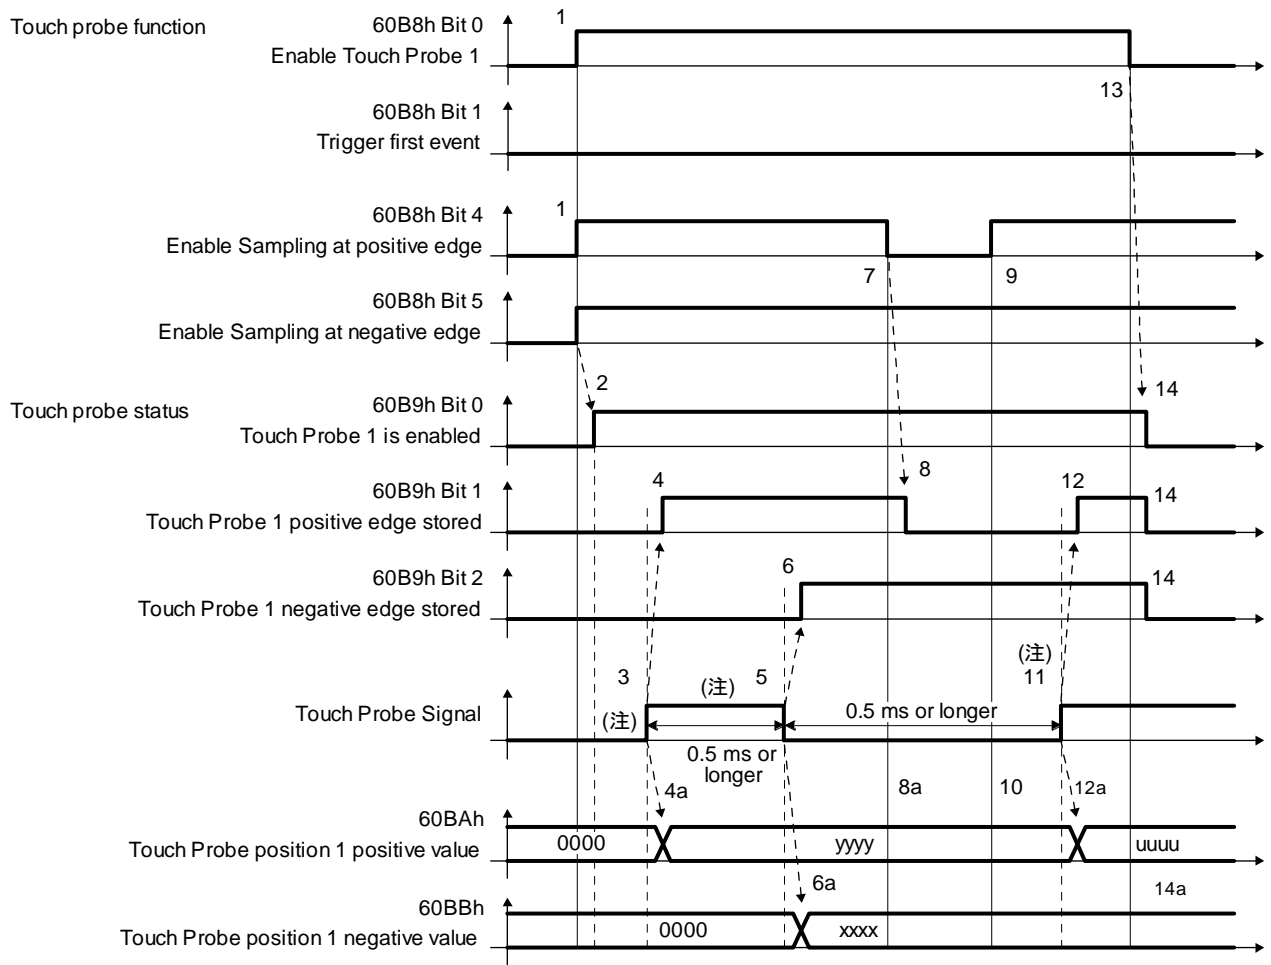 Touch probe function
60B8h Bit 0
Enable Touch Probe 1
1
13
60B8h Bit 1
Trigger first event
60B8h Bit 4
Enable Sampling at positive edge
1
7
9
60B8h Bit 5
Enable Sampling at negative edge
2
Touch probe status
60B9h Bit 0
Touch Probe 1 is enabled
14
60B9h Bit 1
Touch Probe 1 positive edge stored
4
8
12
14
60B9h Bit 2
Touch Probe 1 negative edge stored
6
14
Touch Probe Signal
3
(注)
(注)
5
(注)
11
0.5 ms or
longer
0.5 ms or longer
4a
8a
10
12a
60BAh
Touch Probe position 1 positive value
0000
yyyy
uuuu
6a
14a
60BBh
Touch Probe position 1 negative value
0000
xxxx